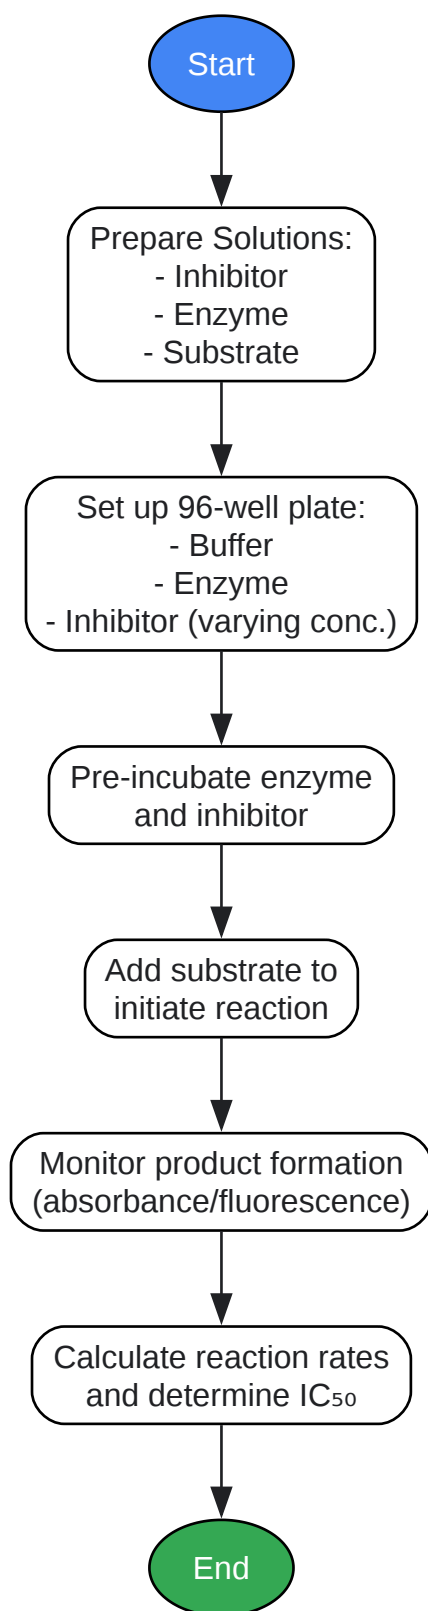 Start
Prepare Solutions:
- Inhibitor
- Enzyme
- Substrate
Set up 96-well plate:
- Buffer
- Enzyme
- Inhibitor (varying conc.)
Pre-incubate enzyme
and inhibitor
Add substrate to
initiate reaction
Monitor product formation
(absorbance/fluorescence)
Calculate reaction rates
and determine IC₅₀
End